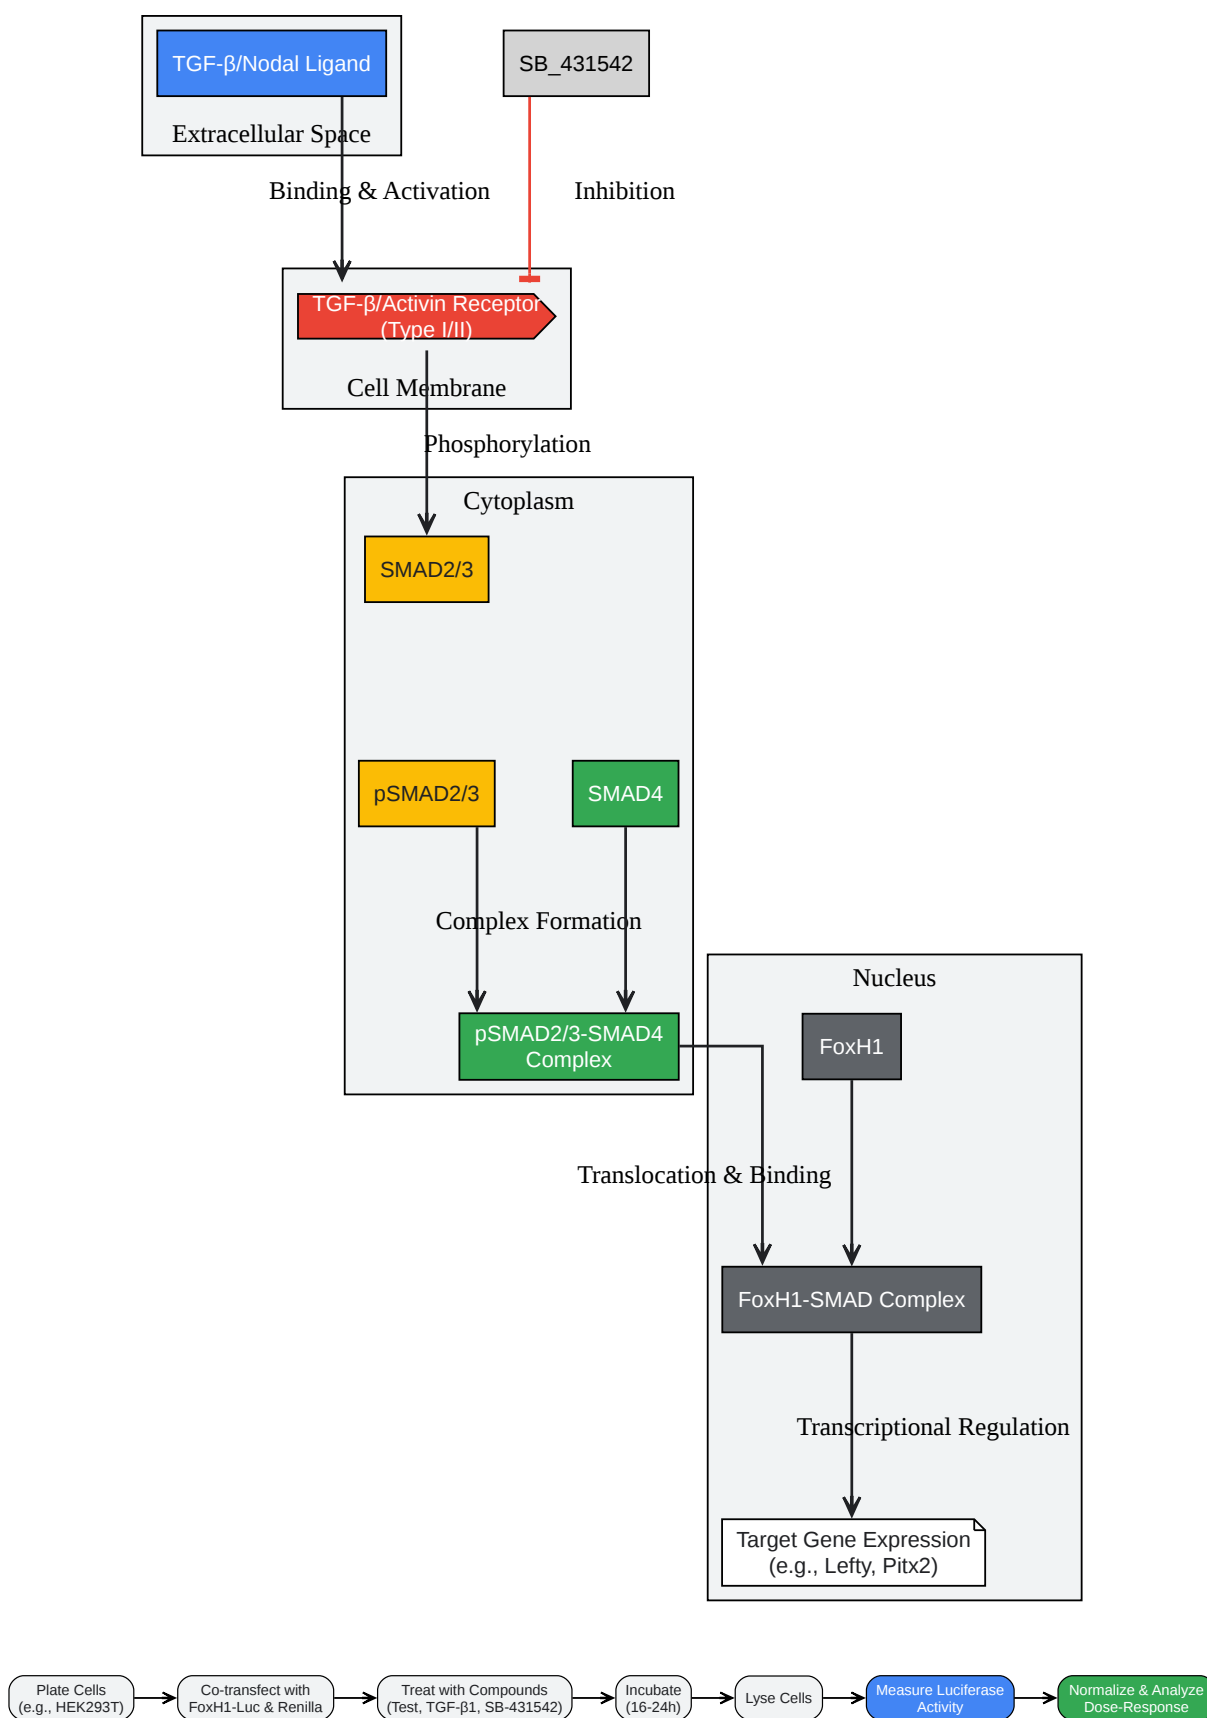 TGF-β/Nodal Ligand
SB_431542
Extracellular Space
Binding & Activation
Inhibition
TGF-β/Activin Receptor
(Type I/II)
Cell Membrane
Phosphorylation
Cytoplasm
SMAD2/3
pSMAD2/3
SMAD4
Complex Formation
Nucleus
pSMAD2/3-SMAD4
Complex
FoxH1
Translocation & Binding
FoxH1-SMAD Complex
Transcriptional Regulation
Target Gene Expression
(e.g., Lefty, Pitx2)
Plate Cells
(e.g., HEK293T)
Co-transfect with
FoxH1-Luc & Renilla
Treat with Compounds
(Test, TGF-β1, SB-431542)
Incubate
(16-24h)
Lyse Cells
Measure Luciferase
Activity
Normalize & Analyze
Dose-Response